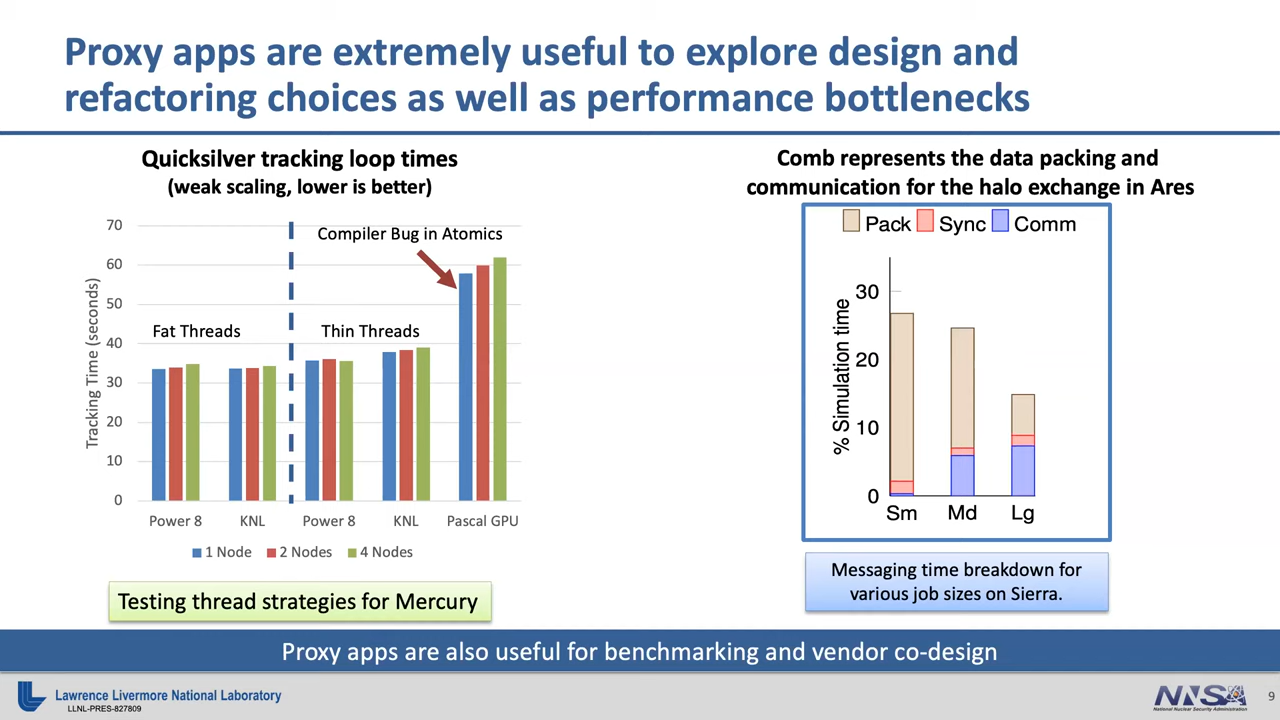 Proxy apps are extremely useful to explore design and
refactoring choices as well as performance bottlenecks
Quicksilver tracking loop times
(weak scaling, lower is better)
Tracking Time (seconds)
70
60
50
40
30
20
10
0
Compiler Bug in Atomics
Fat Threads
Thin Threads
Power 8
KNL
Power 8
KNL
Pascal GPU
1 Node
2 Nodes
4 Nodes
Testing thread strategies for Mercury
Comb represents the data packing and
communication for the halo exchange in Ares
Pack
Sync
Comm
% Simulation time
30
20
10
0
Sm
Md
Lg
Messaging time breakdown for
various job sizes on Sierra.
Proxy apps are also useful for benchmarking and vendor co-design
Lawrence Livermore National Laboratory
LLNL-PRES-827809
NNSA
National Nuclear Security Administration
9